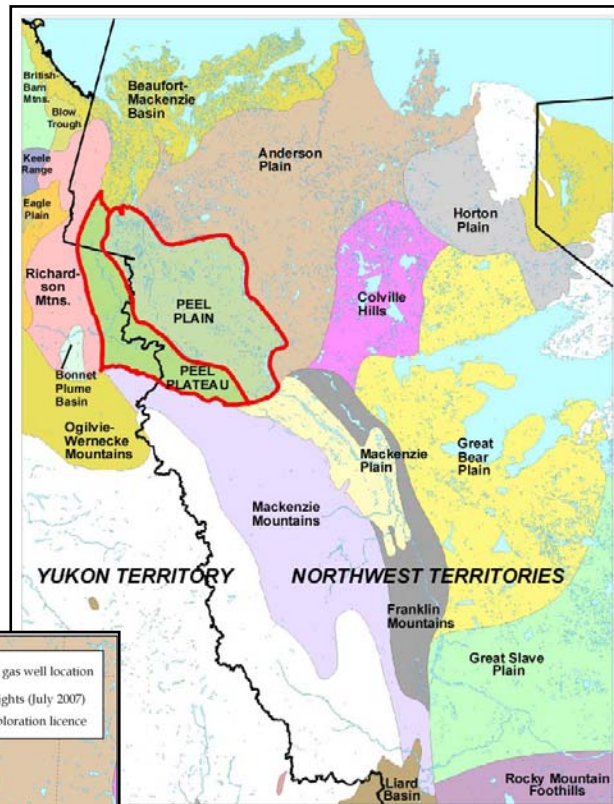 British-
Barn
Mtns.
Blow
Trough
Beaufort-
Mackenzie
Basin
Keele
Range
Anderson
Plain
Eagle
Plain
Horton
Plain
Richard-
son
Mtns.
PEEL
PLAIN
Colville
Hills
PEEL
PLATEAU
Bonnet
Plume
Basin
Ogilvie-
Wernecke
Mountains
Mackenzie
Plain
Great
Bear
Plain
Mackenzie
Mountains
YUKON TERRITORY
NORTHWEST TERRITORIES
Franklin
Mountains
Great Slave
Plain
gas well location
ights (July 2007)
ploration licence
Liard
Basin
Rocky Mountain
Foothills